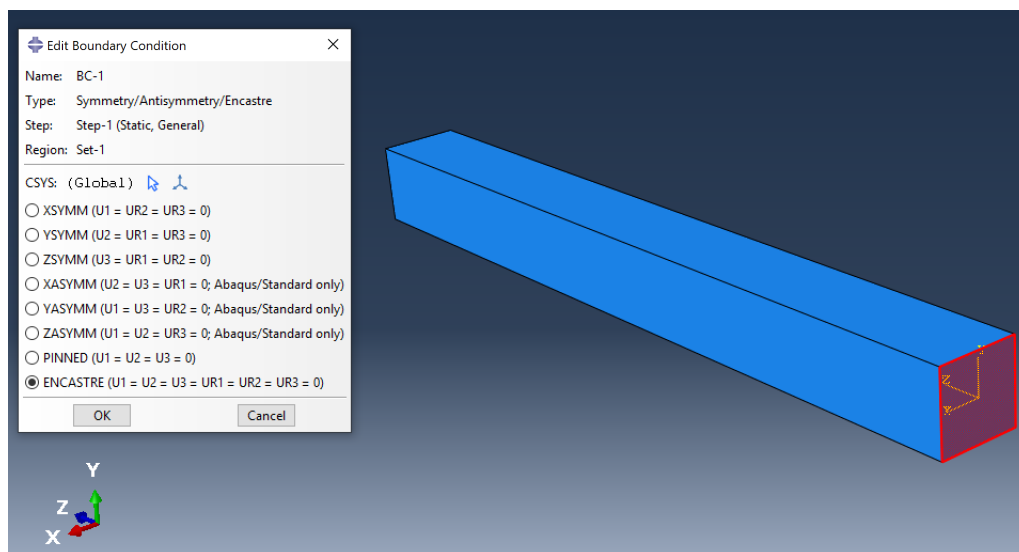 Edit Boundary Condition
Name: BC-1
Type: Symmetry/Antisymmetry/Encastre
Step: Step-1 (Static, General)
Region: Set-1
CSYS: (Global)
XSYMM (U1 = UR2 = UR3 = 0)
YSYMM (U2 = UR1 = UR3 = 0)
ZSYMM (U3 = UR1 = UR2 = 0)
XASYMM (U2 = U3 = UR1 = 0; Abaqus/Standard only)
YASYMM (U1 = U3 = UR2 = 0; Abaqus/Standard only)
ZASYMM (U1 = U2 = UR3 = 0; Abaqus/Standard only)
PINNED (U1 = U2 = U3 = 0)
ENCASTRE (U1 = U2 = U3 = UR1 = UR2 = UR3 = 0)
OK Cancel
Z
Y
Z
X